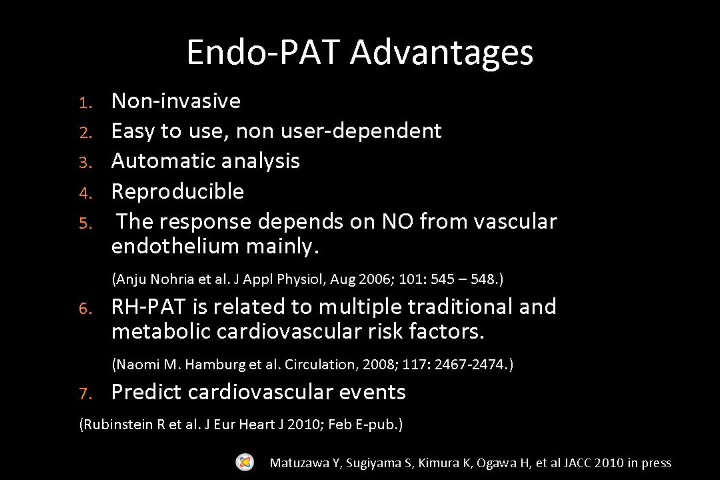 Endo-PAT Advantages
1. Non-invasive
2. Easy to use, non user-dependent
3. Automatic analysis
4. Reproducible
5. The response depends on NO from vascular
endothelium mainly.
(Anju Nohria et al. J Appl Physiol, Aug 2006; 101: 545 – 548.)
6. RH-PAT is related to multiple traditional and
metabolic cardiovascular risk factors.
(Naomi M. Hamburg et al. Circulation, 2008; 117: 2467-2474.)
7. Predict cardiovascular events
(Rubinstein R et al. J Eur Heart J 2010; Feb E-pub.)
Matuzawa Y, Sugiyama S, Kimura K, Ogawa H, et al JACC 2010 in press